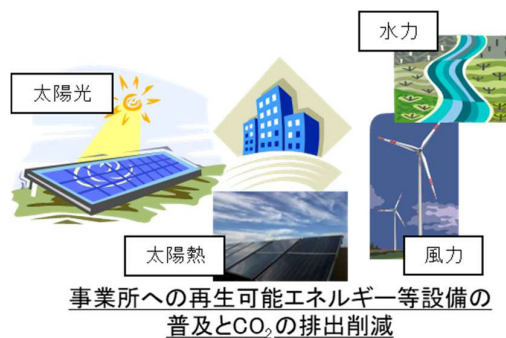 水力
太陽光
太陽熱
風力
事業所への再生可能エネルギー等設備の
普及とCO₂の排出削減